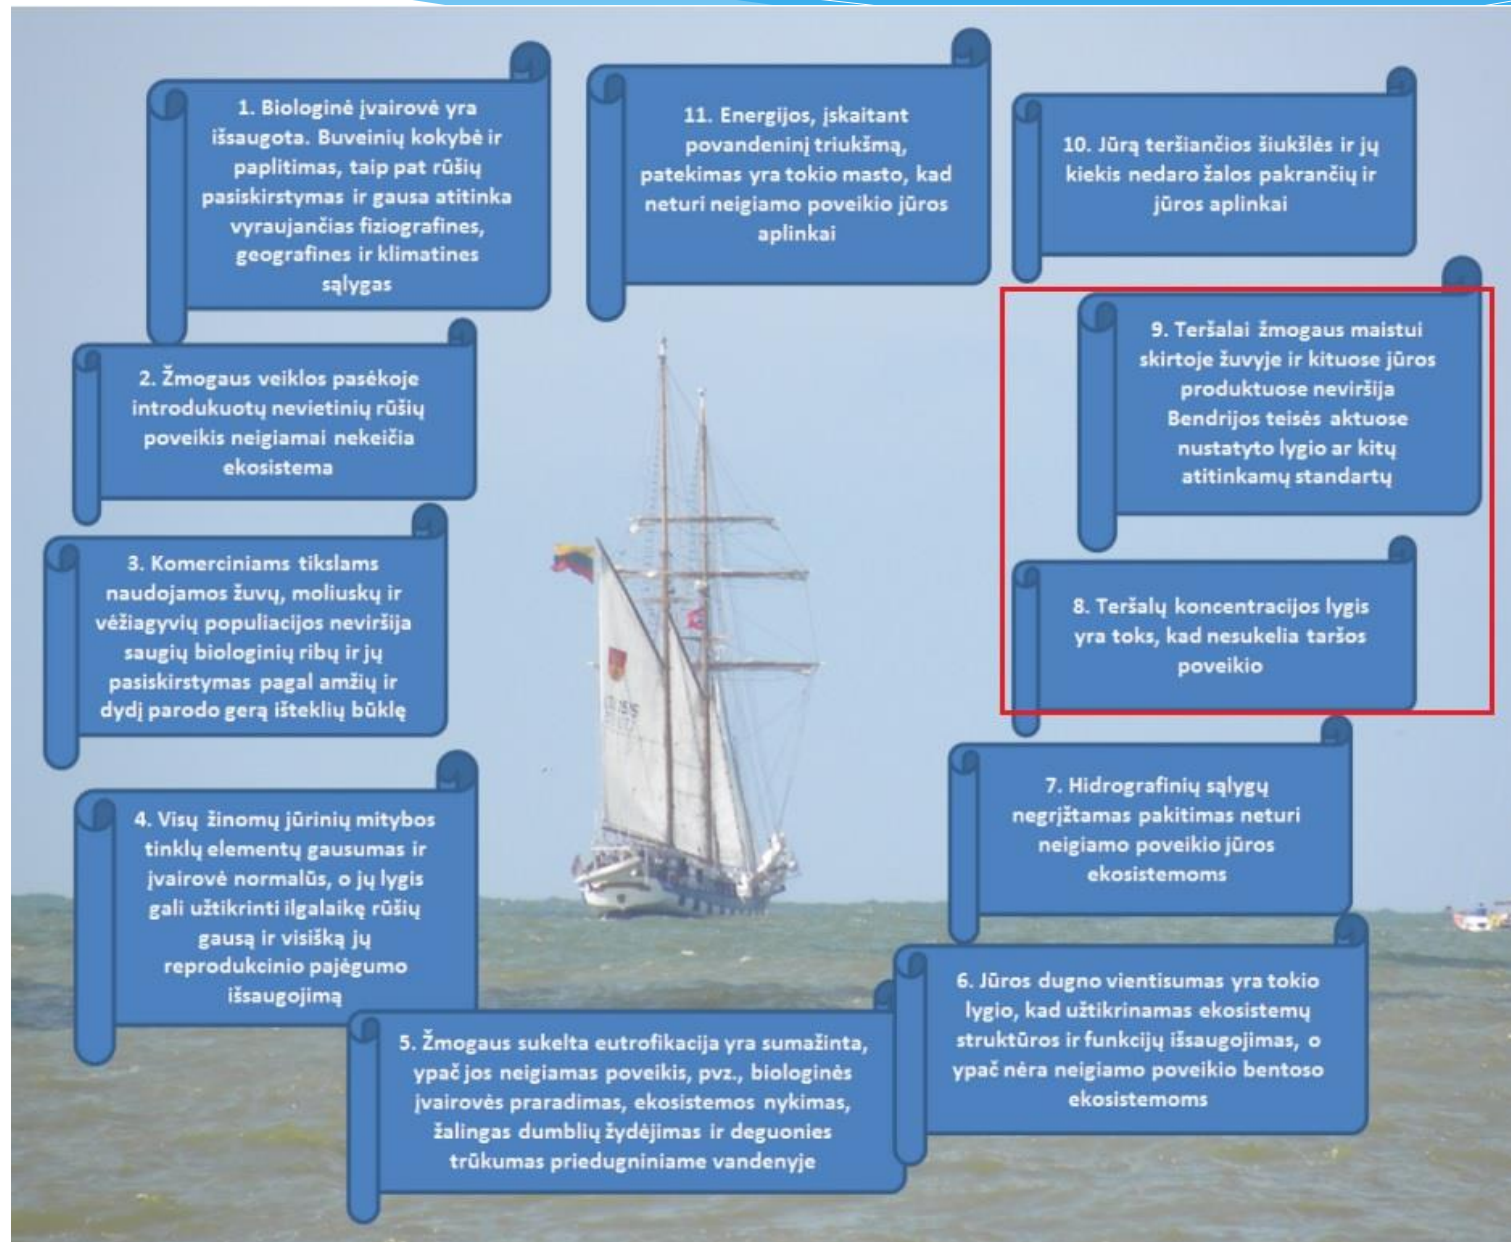 1. Biologinė įvairovė yra
išsaugota. Buveinių kokybė ir
paplitimas, taip pat rūšių
pasiskirstymas ir gausa atitinka
vyraujančias fiziografines,
geografines ir klimatines
sąlygas
2. Žmogaus veiklos pasėkoje
introdukuotų nevietinių rūšių
poveikis neigiamai nekeičia
ekosistema
3. Komerciniams tikslams
naudojamos žuvų, moliuskų ir
vėžiagyvių populiacijos neviršija
saugių biologinių ribų ir jų
pasiskirstymas pagal amžių ir
dydį parodo gerą išteklių būklę
4. Visų žinomų jūrinių mitybos
tinklų elementų gausumas ir
įvairovė normalūs, o jų lygis
gali užtikrinti ilgalaikę rūšių
gausą ir visišką jų
reprodukcinio pajėgumo
išsaugojimą
5. Žmogaus sukelta eutrofikacija yra sumažinta,
ypač jos neigiamas poveikis, pvz., biologinės
įvairovės praradimas, ekosistemos nykimas,
žalingas dumblių žydėjimas ir deguonies
trūkumas priedugniniame vandenyje
6. Jūros dugno vientisumas yra tokio
lygio, kad užtikrinamas ekosistemų
struktūros ir funkcijų išsaugojimas, o
ypač nėra neigiamo poveikio bentoso
ekosistemoms
7. Hidrografinių sąlygų
negrįžtamas pakitimas neturi
neigiamo poveikio jūros
ekosistemoms
8. Teršalų koncentracijos lygis
yra toks, kad nesukelia taršos
poveikio
9. Teršalai žmogaus maistui
skirtoje žuvyje ir kituose jūros
produktuose neviršija
Bendrijos teisės aktuose
nustatyto lygio ar kitų
atitinkamų standartų
10. Jūrą teršiančios šiukšlės ir jų
kiekis nedaro žalos pakrančių ir
jūros aplinkai
11. Energijos, įskaitant
povandeninį triukšmą,
patekimas yra tokio masto, kad
neturi neigiamo poveikio jūros
aplinkai